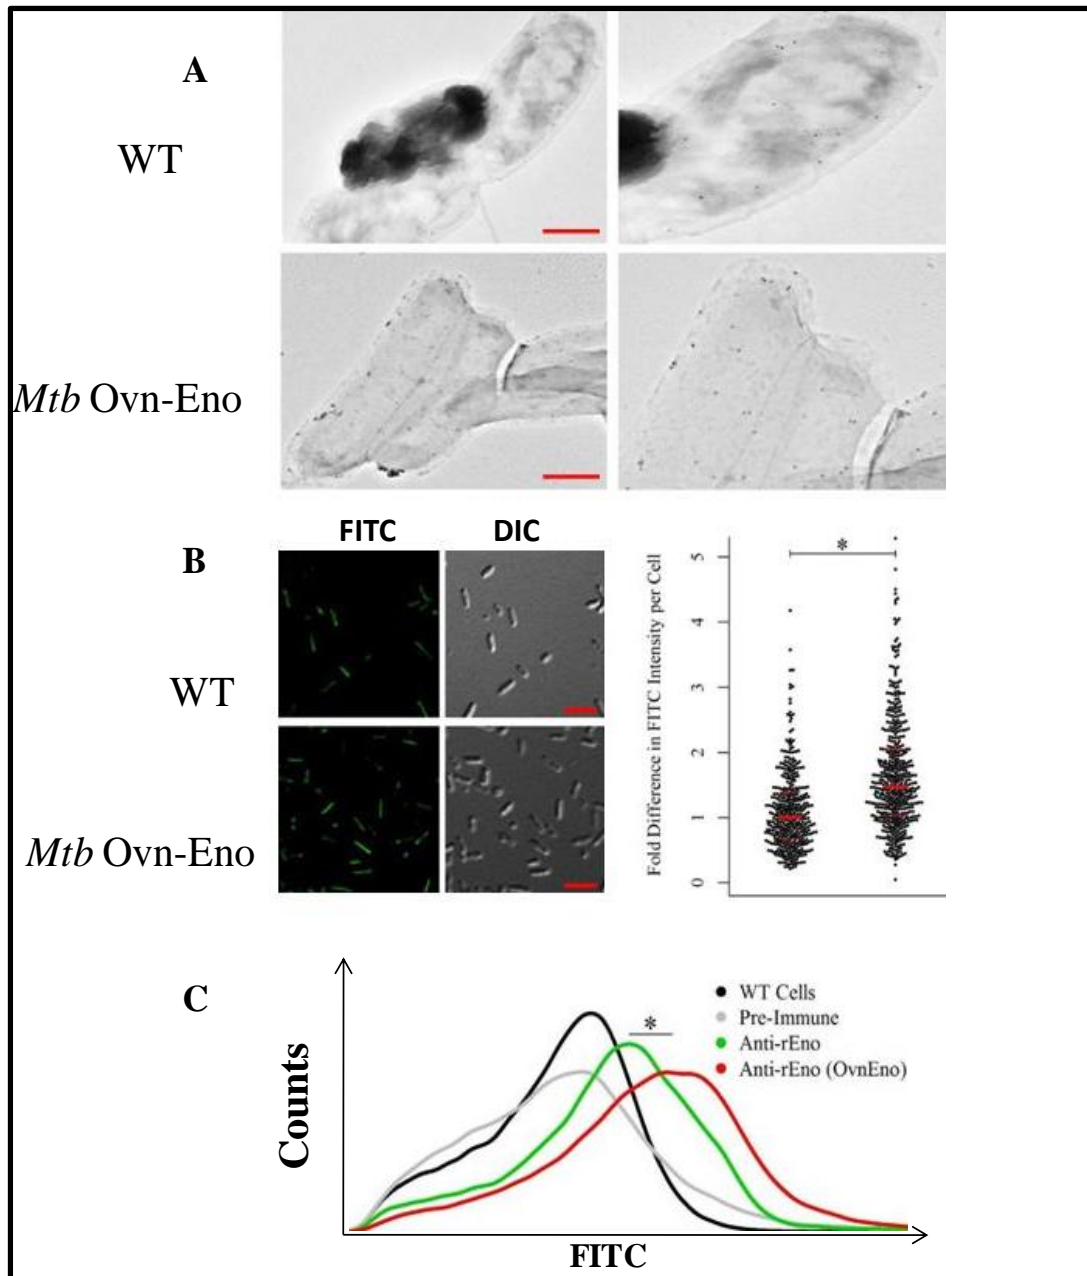 A
WT
Mtb Ovn-Eno
FITC DIC
B
WT
Mtb Ovn-Eno
Fold Difference in FITC Intensity per Cell
5
4
3
2
1
0
*
C
Counts
FITC
*
WT Cells
Pre-Immune
Anti-rEno
Anti-rEno (OvnEno)